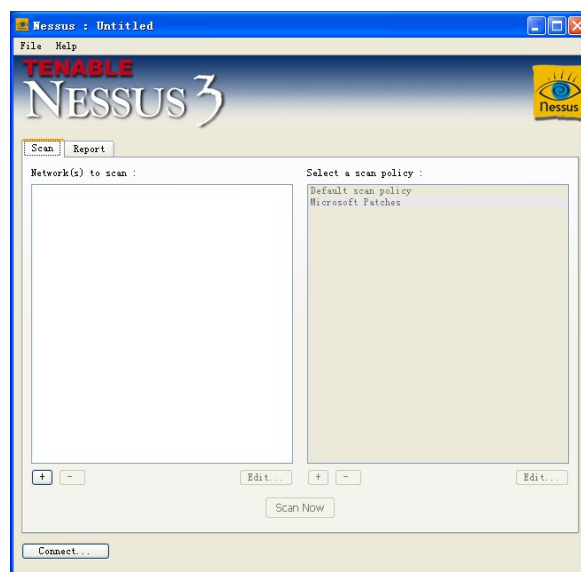 Nessus : Untitled
File Help
TENABLE
NESSUS 3
Nessus
Scan Report
Network(s) to scan :
Select a scan policy :
Default scan policy
Microsoft Patches
+ - Edit... + - Edit...
Scan Now
Connect...